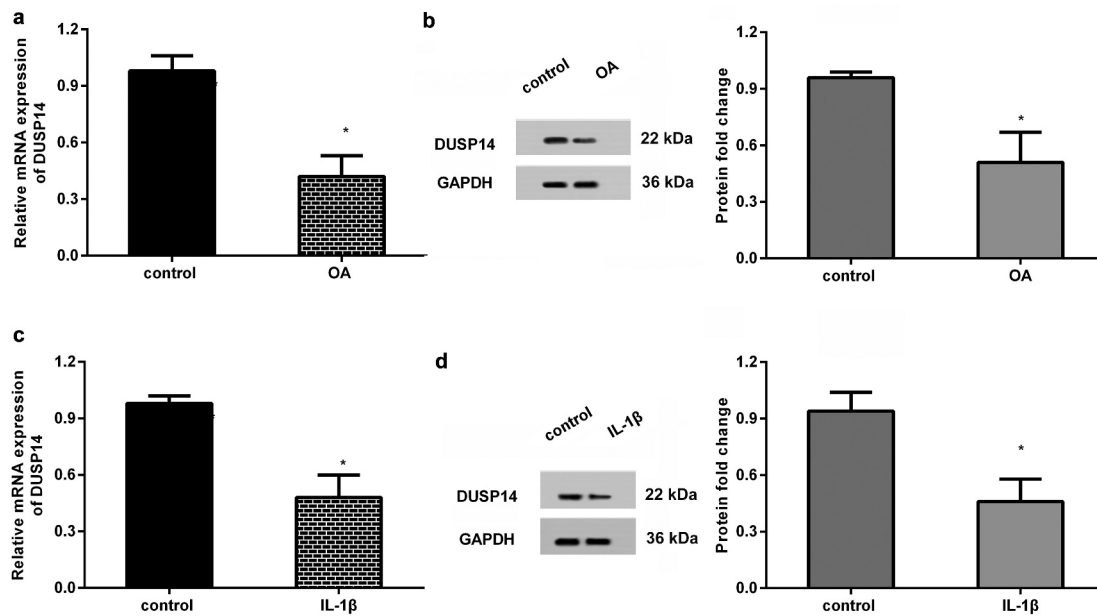 a
Relative mRNA expression
of DUSP14
1.2
0.9
0.6
0.3
0.0
*
control
OA
b
control
OA
DUSP14
22 kDa
GAPDH
36 kDa
Protein fold change
1.2
0.9
0.6
0.3
0.0
*
control
OA
c
Relative mRNA expression
of DUSP14
1.2
0.9
0.6
0.3
0.0
*
control
IL-1β
d
control
IL-1β
DUSP14
22 kDa
GAPDH
36 kDa
Protein fold change
1.2
0.9
0.6
0.3
0.0
*
control
IL-1β